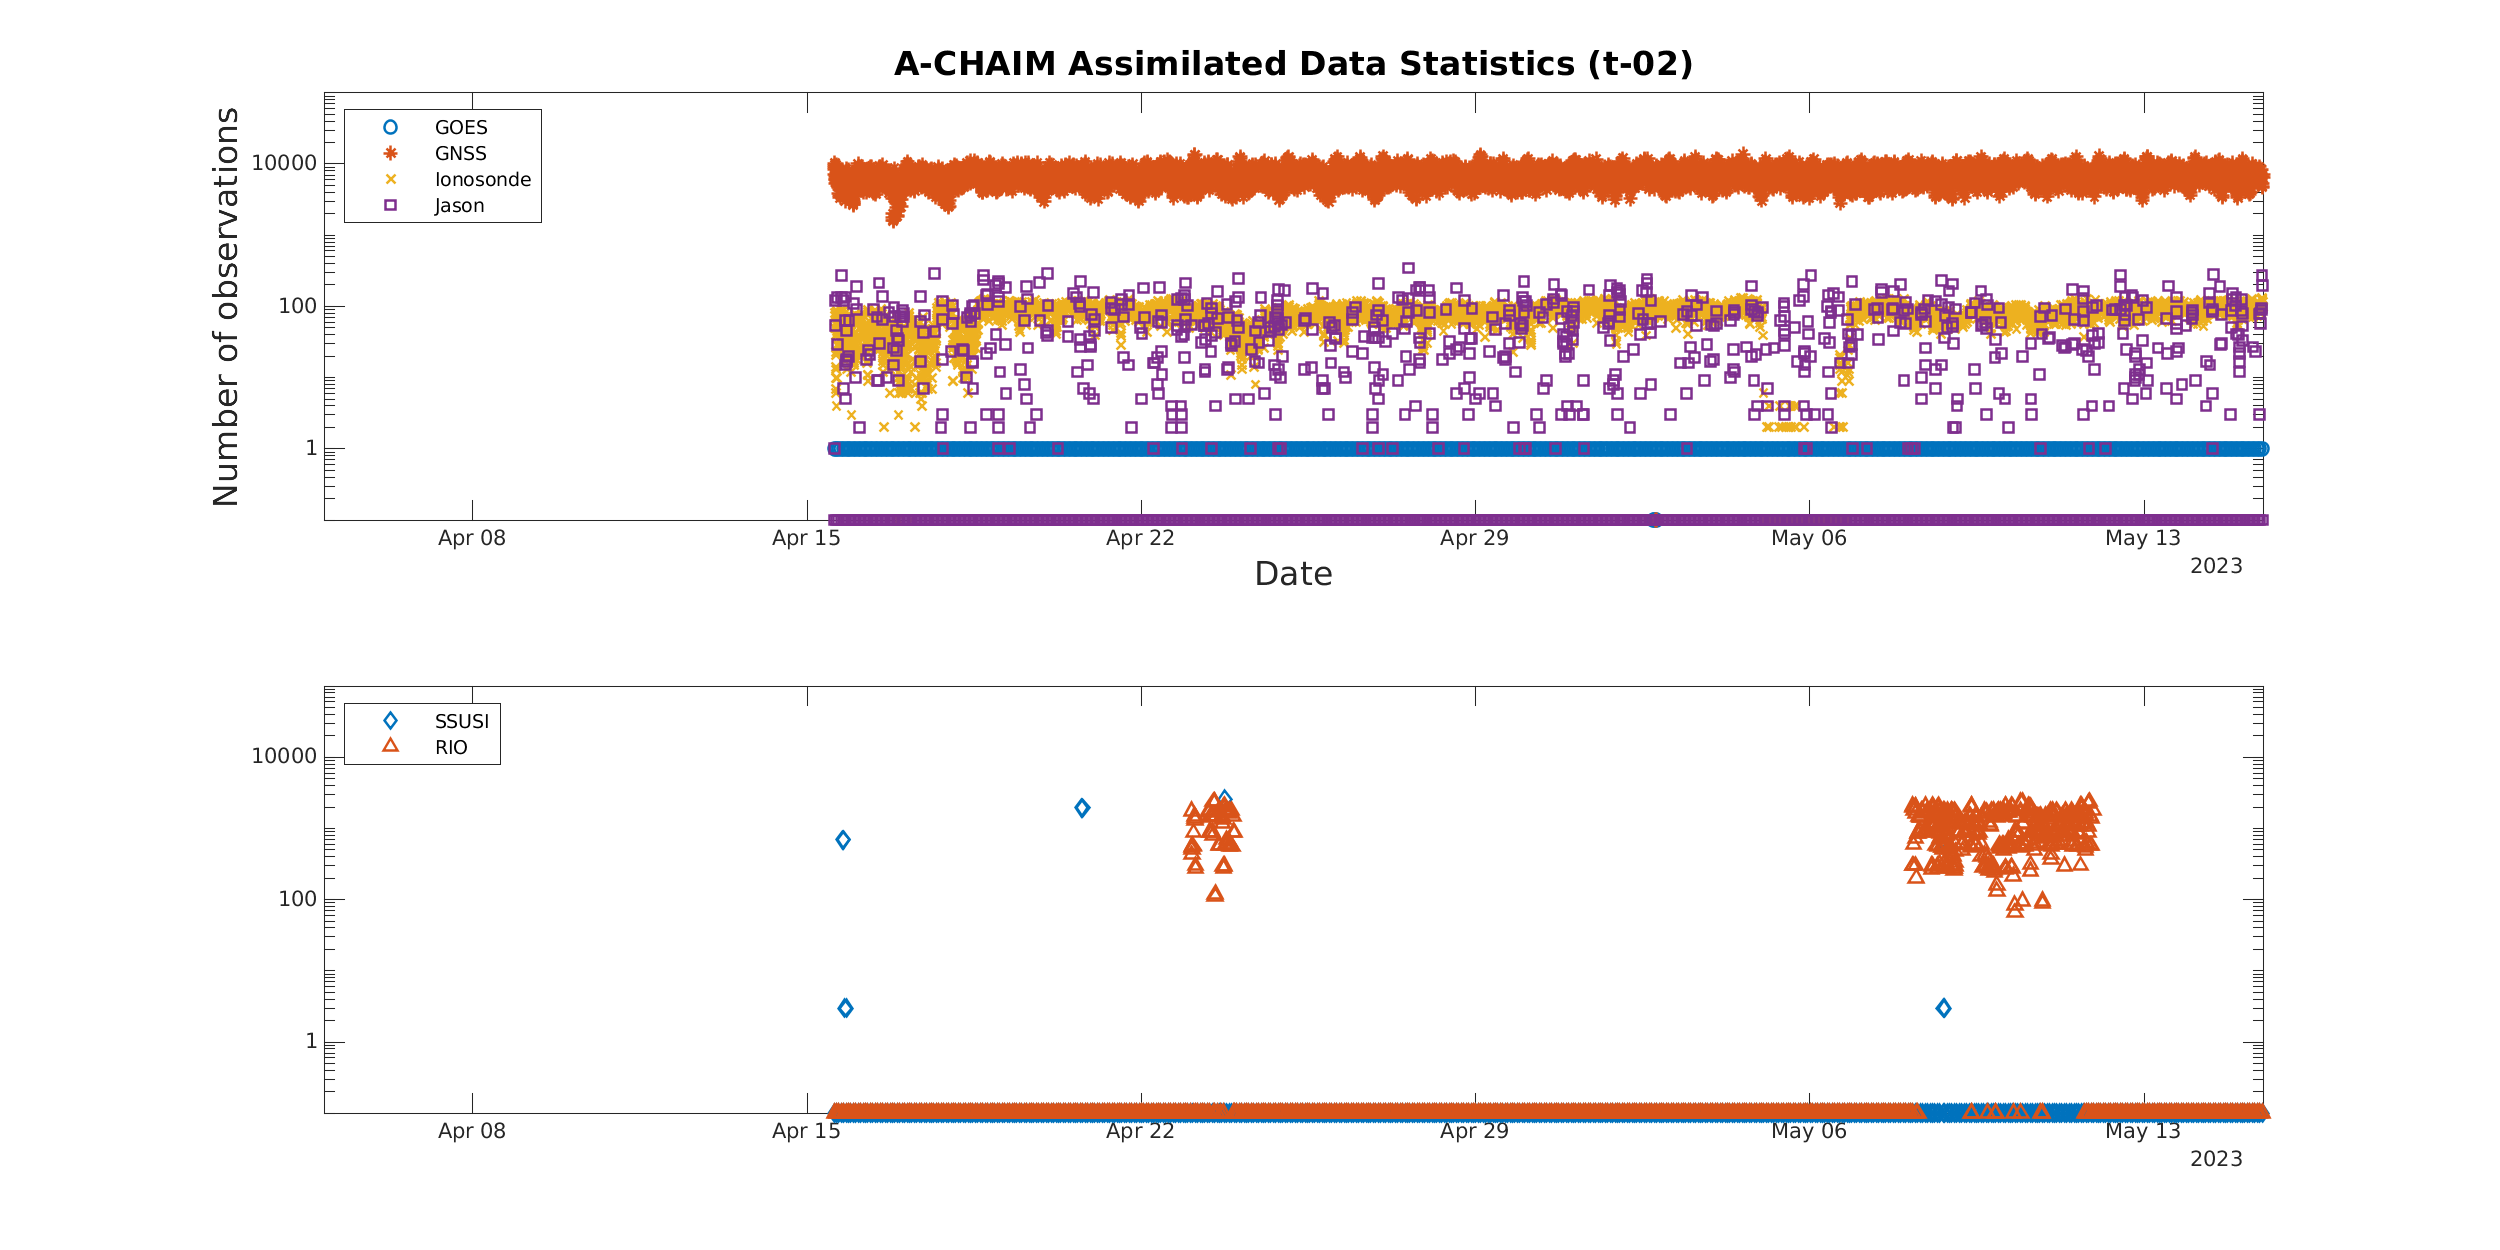 A-CHAIM Assimilated Data Statistics (t-02)
Number of observations
10000
100
1
GOES
GNSS
Ionosonde
Jason
Apr 08
Apr 15
Apr 22
Apr 29
May 06
May 13
2023
Date
10000
100
1
SSUSI
RIO
Apr 08
Apr 15
Apr 22
Apr 29
May 06
May 13
2023